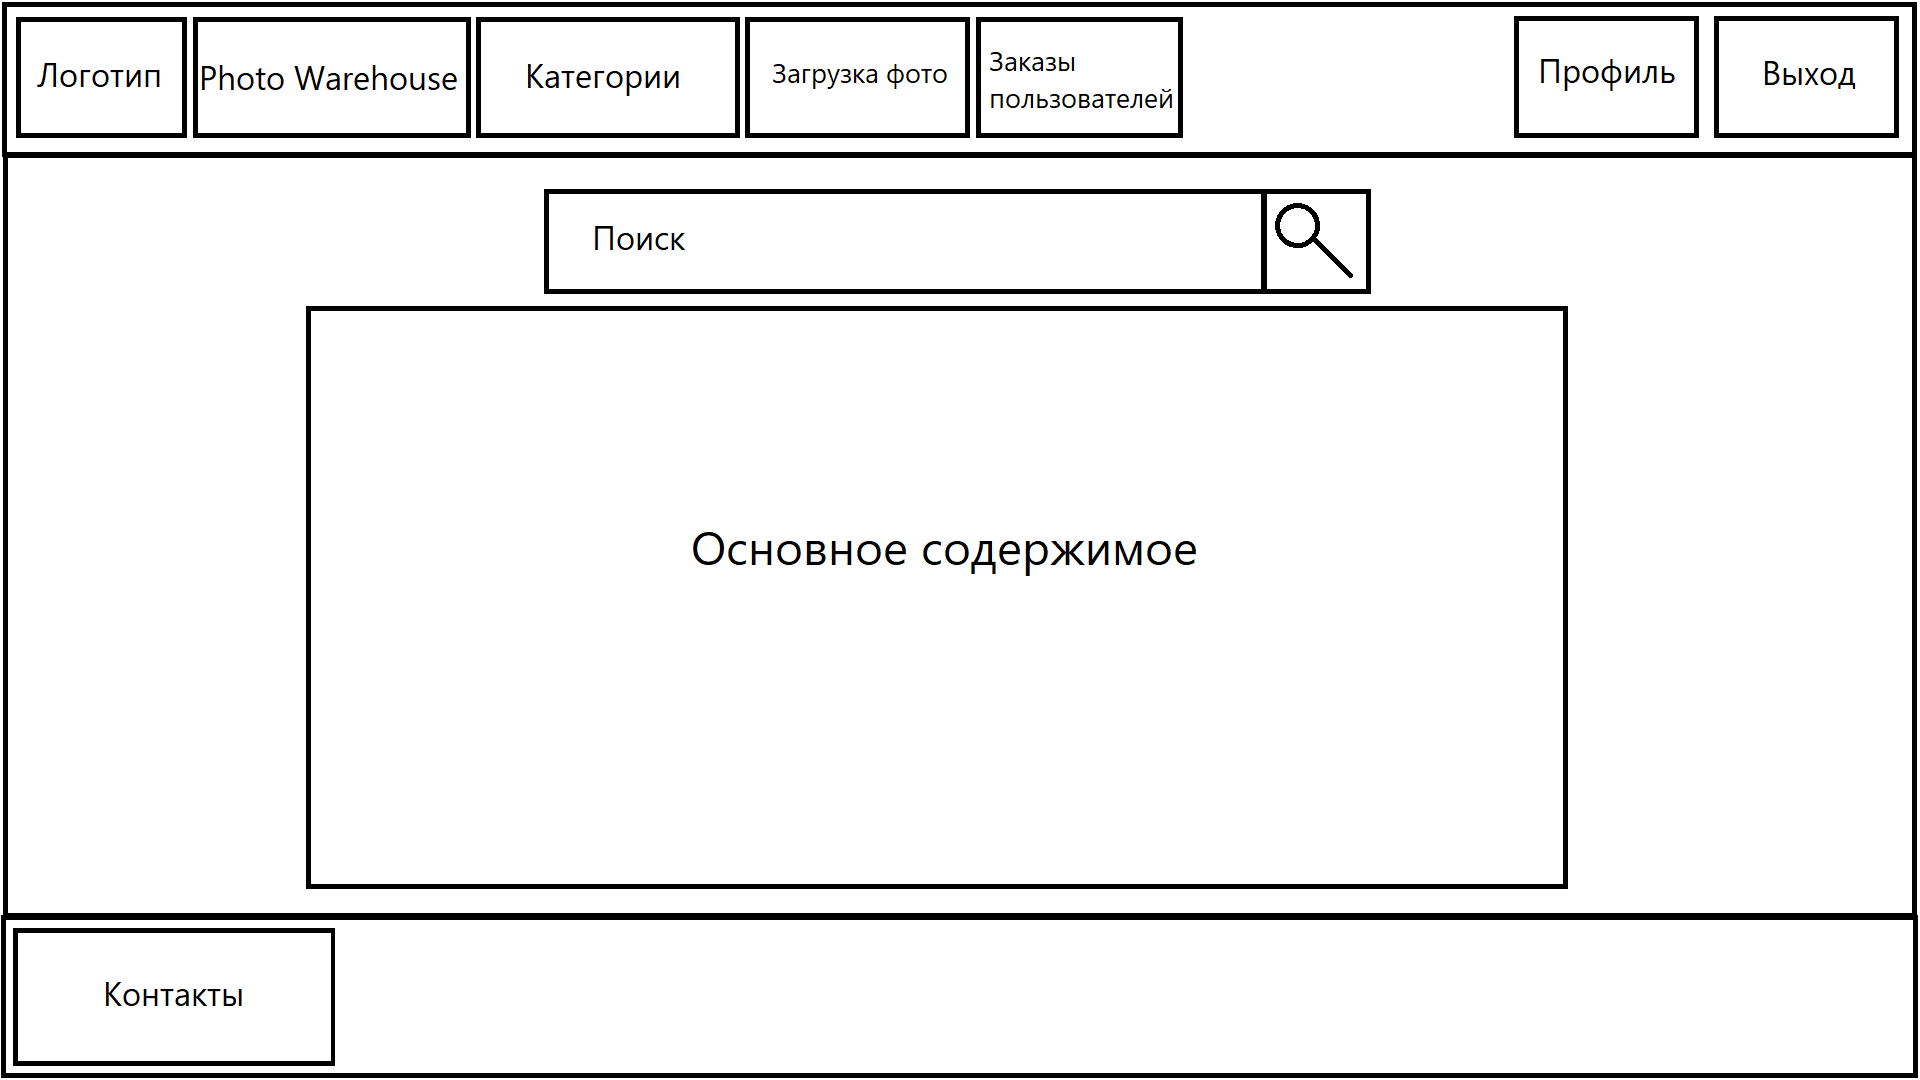 Логотип
Photo Warehouse
Категории
Загрузка фото
Заказы
пользователей
Профиль
Выход
Поиск
Основное содержимое
Контакты